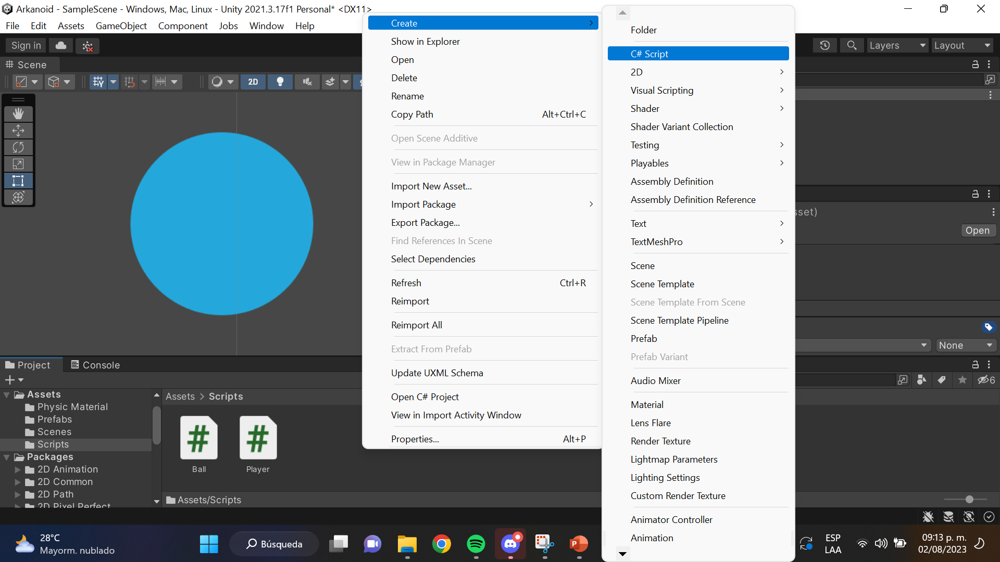 Arkanoid - SampleScene - Windows, Mac, Linux - Unity 2021.3.17f1 Personal* <DX11>
File Edit Assets GameObject Component Jobs Window Help
Sign in
Layers
Layout
Scene
2D
Create
Show in Explorer
Open
Delete
Rename
Copy Path Alt+Ctrl+C
Open Scene Additive
View in Package Manager
Import New Asset...
Import Package
Export Package...
Find References In Scene
Select Dependencies
Refresh Ctrl+R
Reimport
Reimport All
Extract From Prefab
Update UXML Schema
Open C# Project
View in Import Activity Window
Properties... Alt+P
Folder
C# Script
2D
Visual Scripting
Shader
Shader Variant Collection
Testing
Playables
Assembly Definition
Assembly Definition Reference
Text
TextMeshPro
Scene
Scene Template
Scene Template From Scene
Scene Template Pipeline
Prefab
Prefab Variant
Audio Mixer
Material
Lens Flare
Render Texture
Lightmap Parameters
Lighting Settings
Custom Render Texture
Animator Controller
Animation
sset)
Open
None
Project
Console
6
Assets
Physic Material
Prefabs
Scenes
Scripts
Packages
2D Animation
2D Common
2D Path
2D Pixel Perfect
Assets > Scripts
Ball
Player
Assets/Scripts
28°C
Mayorm. nublado
Búsqueda
ESP
LAA
09:13 p. m.
02/08/2023